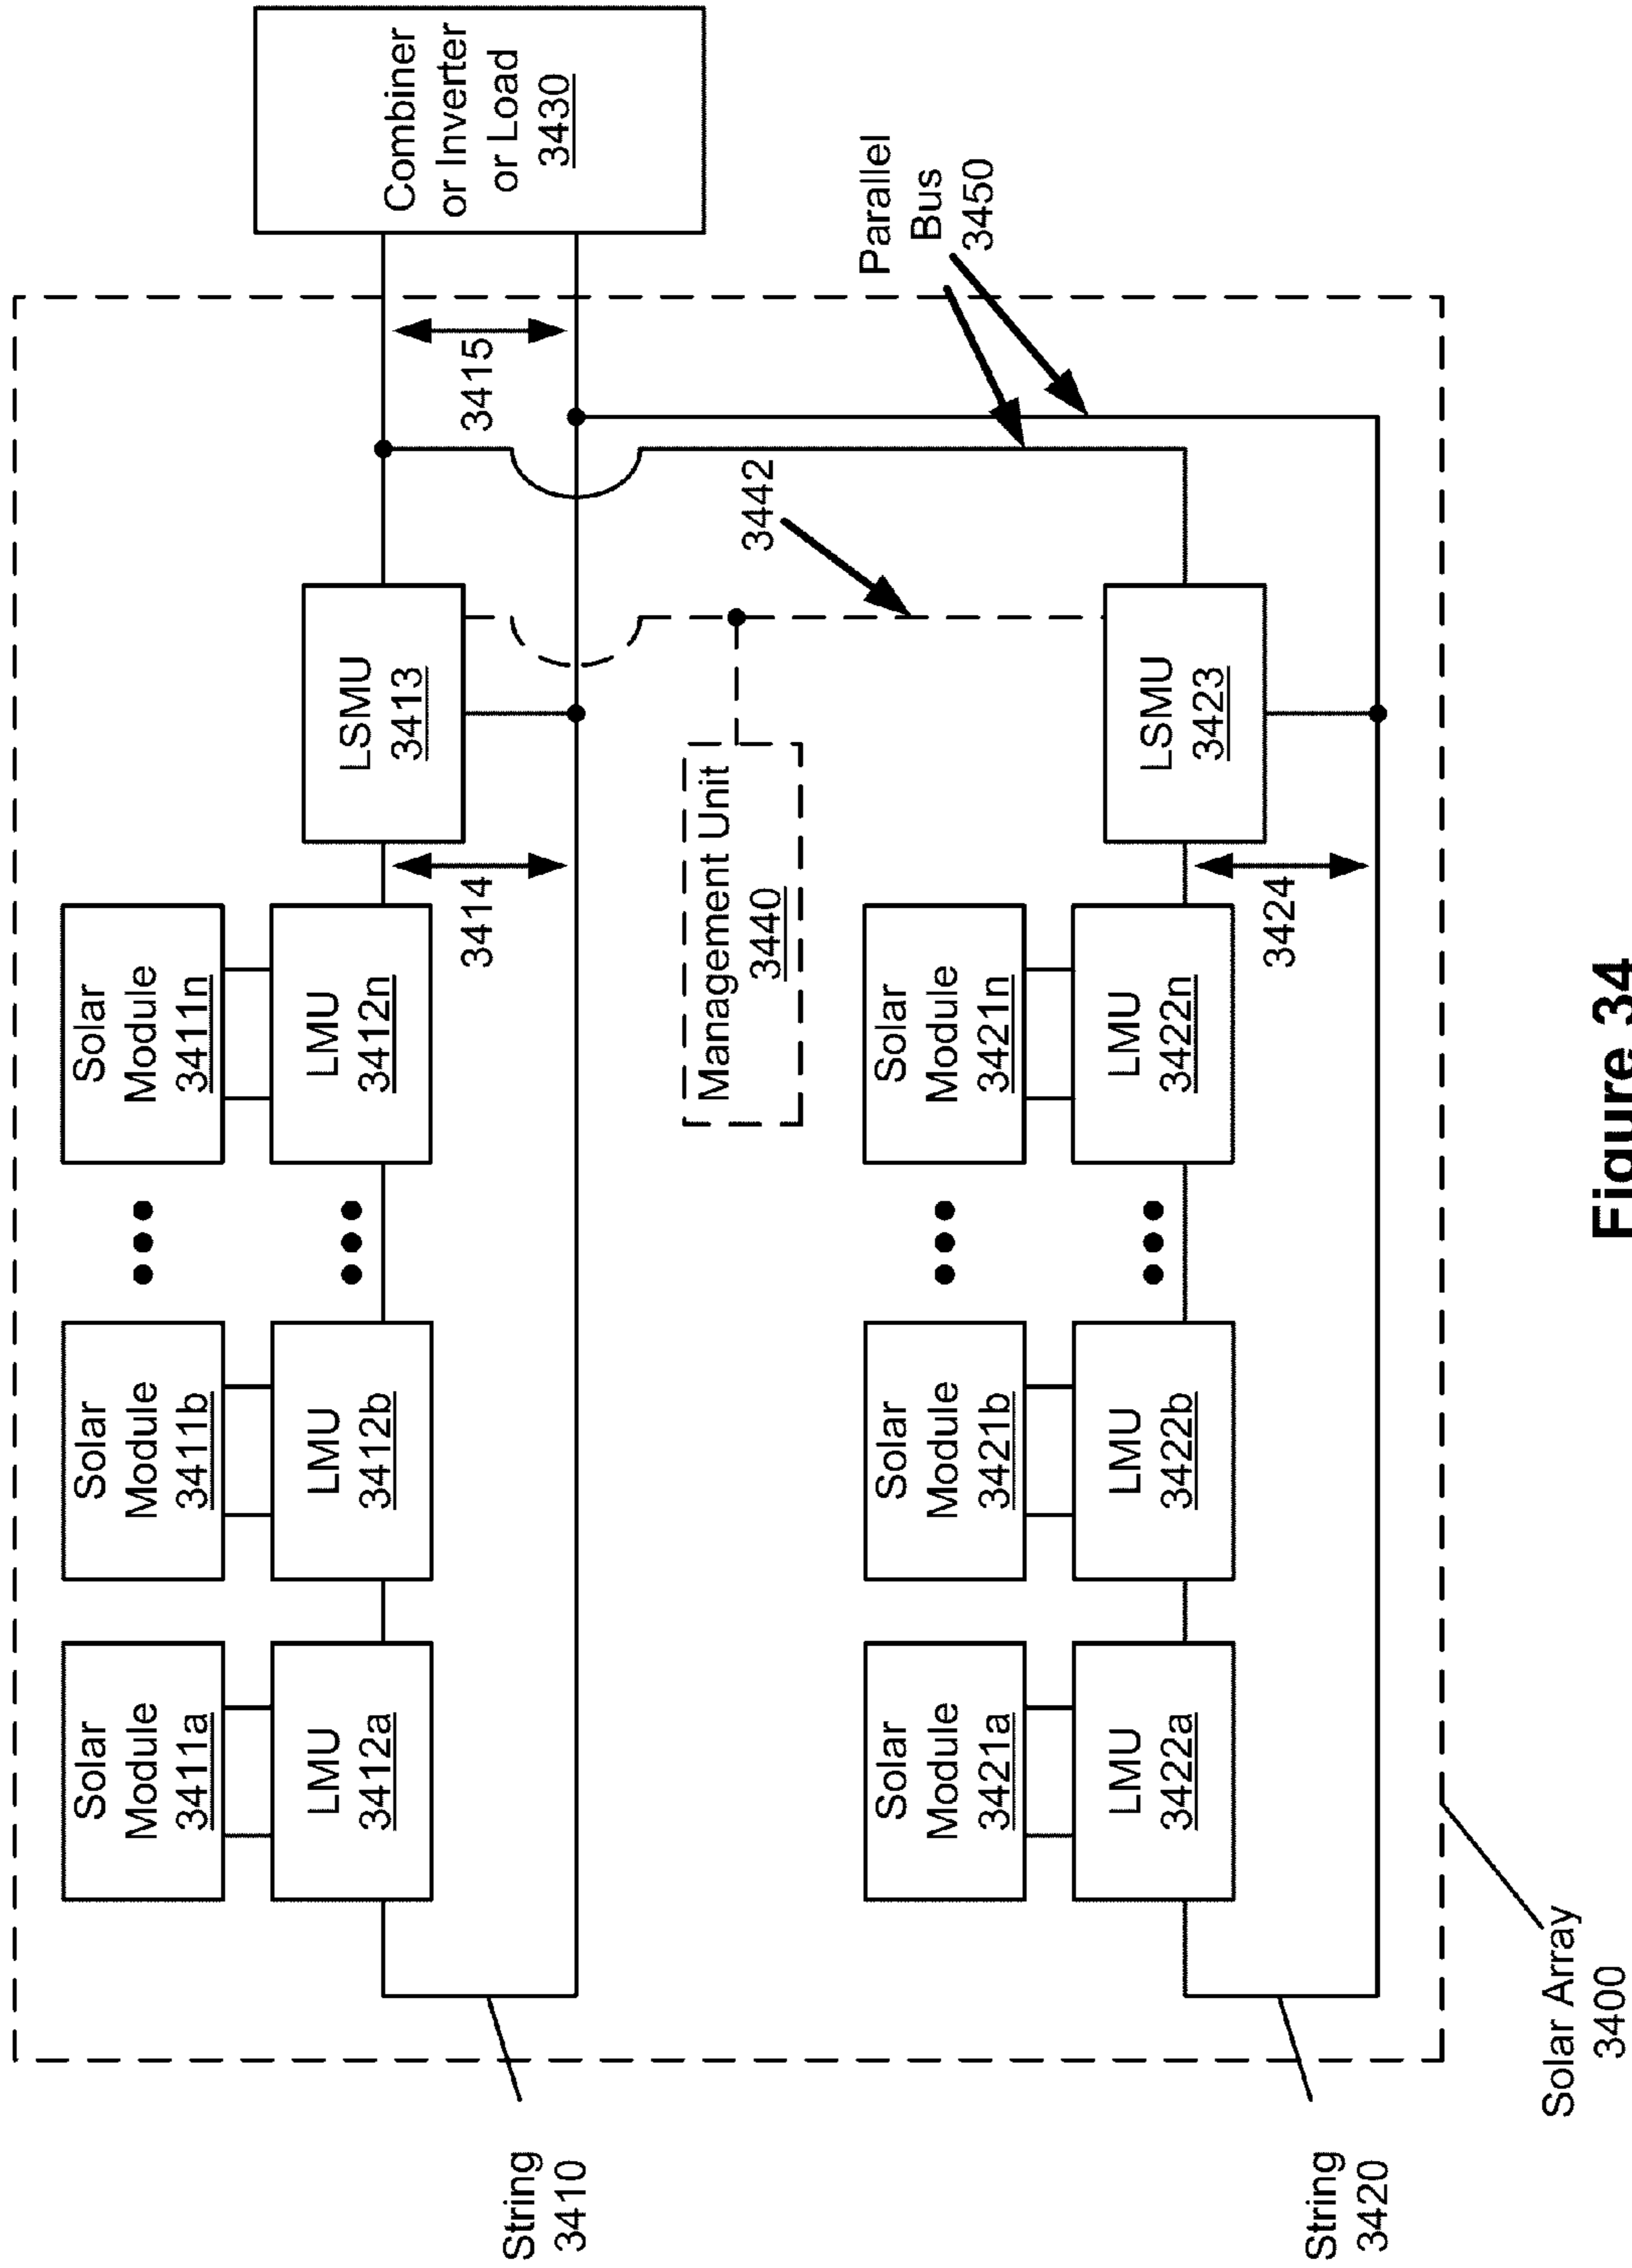 Solar
Module
3411a
Solar
Module
3411b
Solar
Module
3411n
LMU
3412a
LMU
3412b
LMU
3412n
LSMU
3413
Combiner
or Inverter
or Load
3430
3414
3415
String
3410
Management Unit
3440
3442
Parallel
Bus
3450
Solar
Module
3421a
Solar
Module
3421b
Solar
Module
3421n
LMU
3422a
LMU
3422b
LMU
3422n
LSMU
3423
3424
String
3420
Solar Array
3400
Figure 34